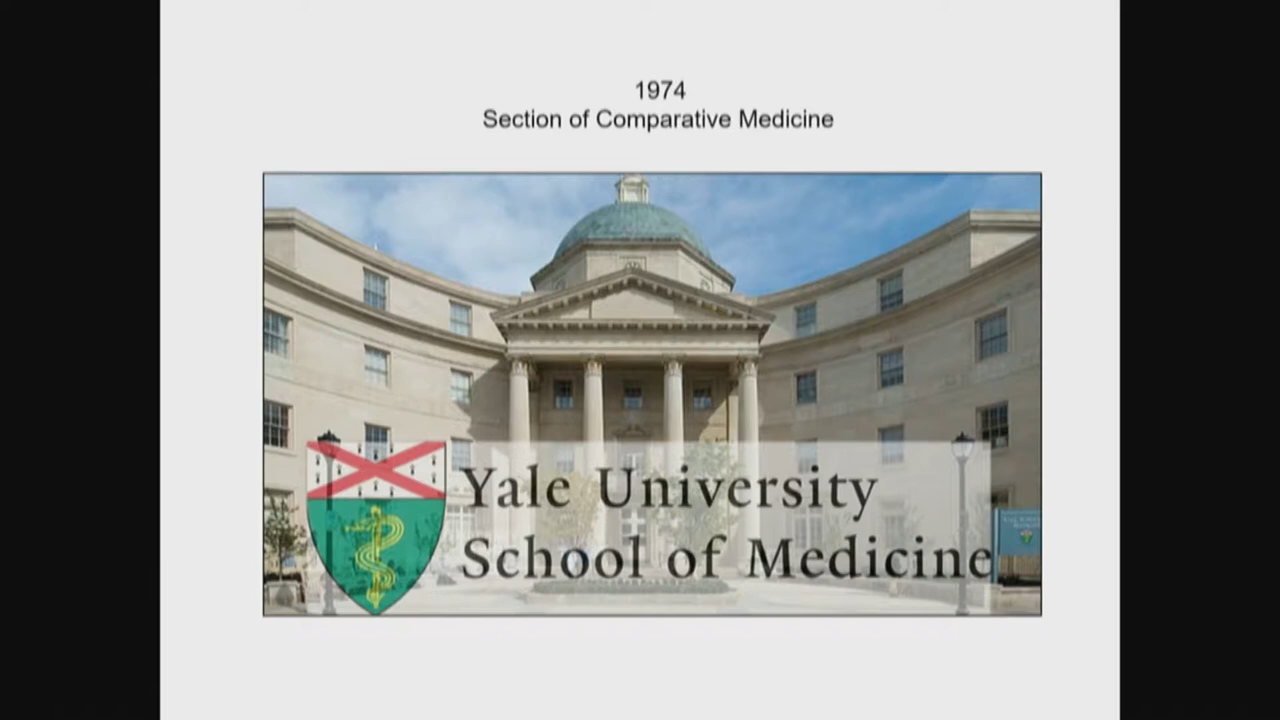 1974
Section of Comparative Medicine
Yale University
School of Medicine